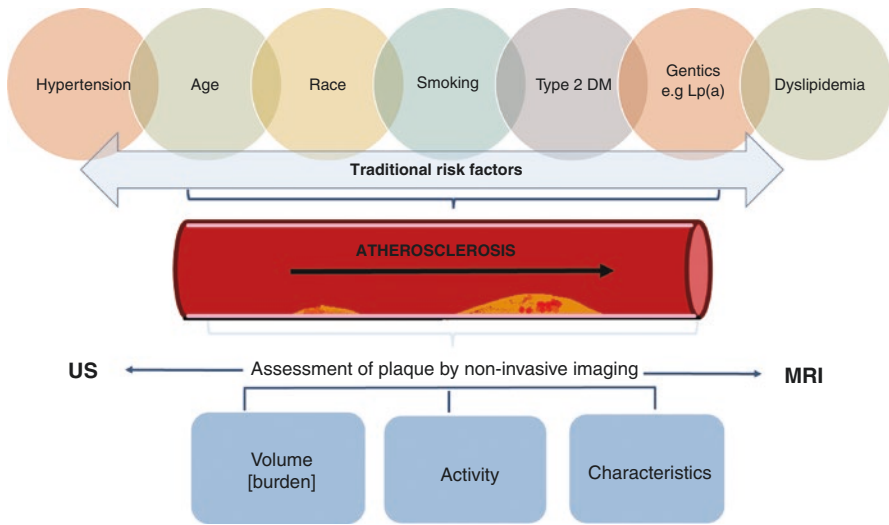 Hypertension
Age
Race
Smoking
Type 2 DM
Gentics
e.g Lp(a)
Dyslipidemia
Traditional risk factors
ATHEROSCLEROSIS
US
Assessment of plaque by non-invasive imaging
MRI
Volume
[burden]
Activity
Characteristics